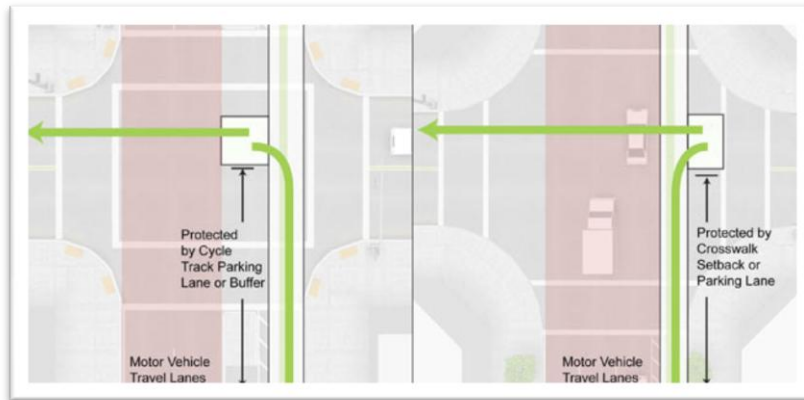 Protected
by Cycle
Track Parking
Lane or Buffer
Motor Vehicle
Travel Lanes
Protected by
Crosswalk
Setback or
Parking Lane
Motor Vehicle
Travel Lanes